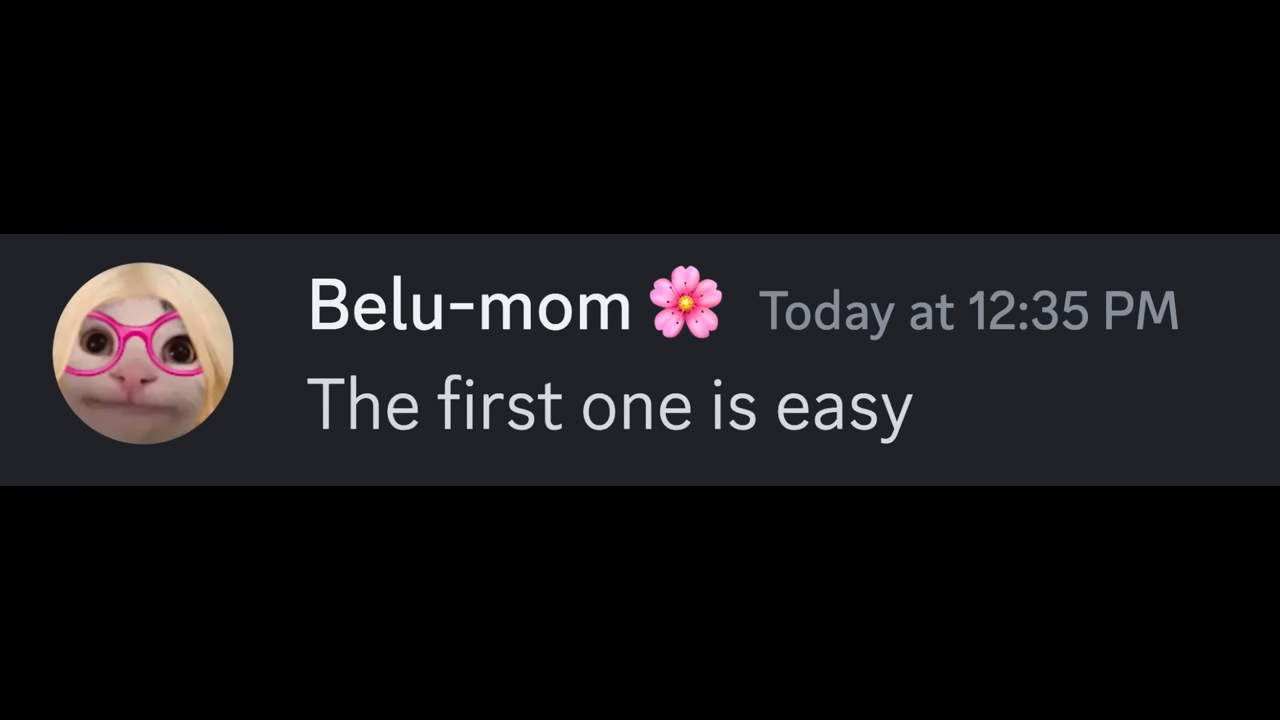 Belu-mom🌸 Today at 12:35 PM
The first one is easy